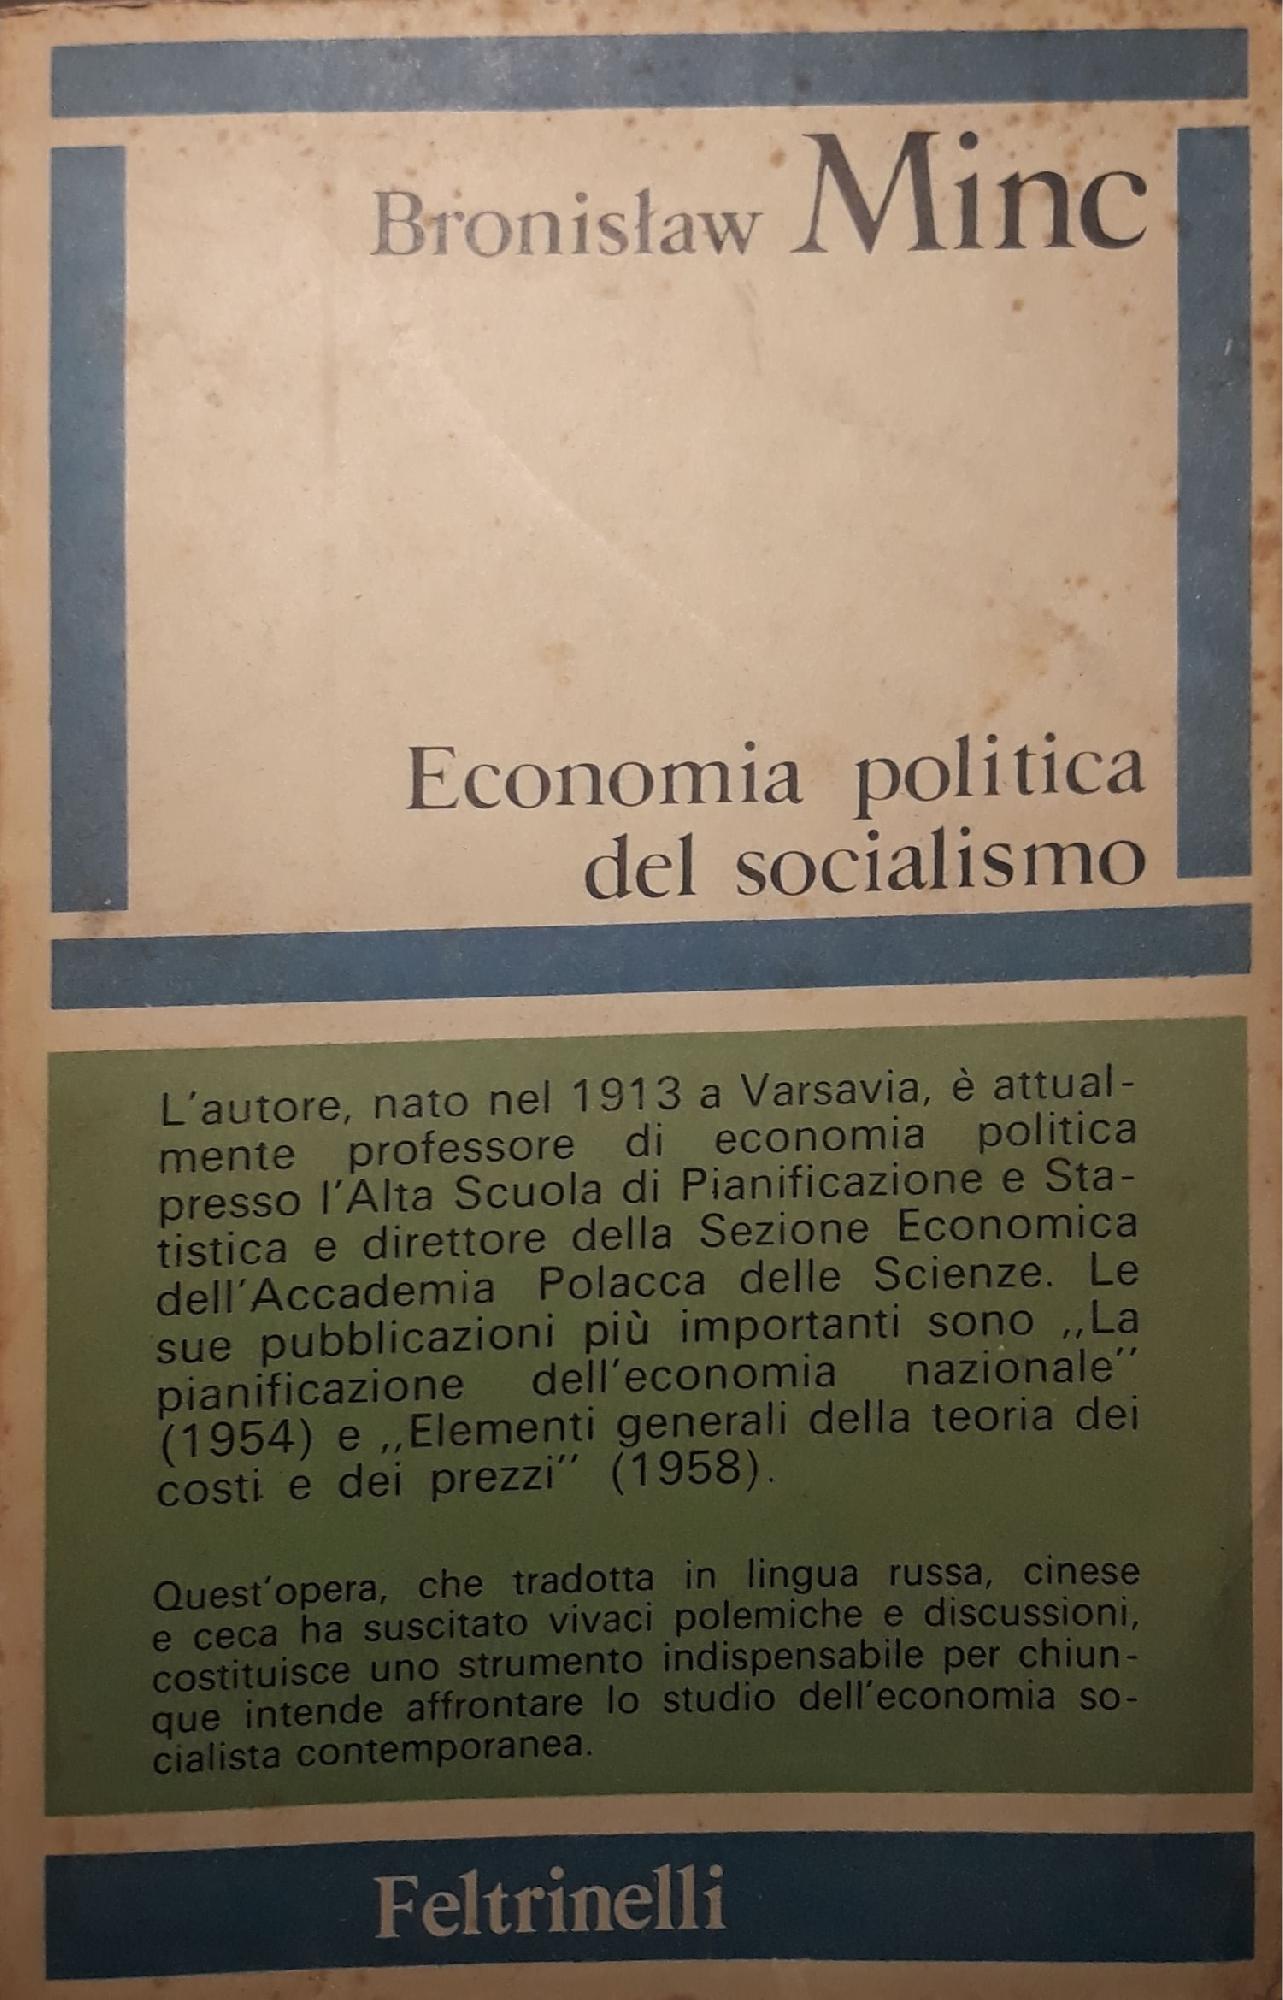 Bronisław Minc
Economia politica
del socialismo
L'autore, nato nel 1913 a Varsavia, è attual-
mente professore di economia politica
presso l'Alta Scuola di Pianificazione e Sta-
tistica e direttore della Sezione Economica
dell'Accademia Polacca delle Scienze. Le
sue pubblicazioni più importanti sono „La
pianificazione dell'economia nazionale”
(1954) e „Elementi generali della teoria dei
costi e dei prezzi” (1958).
Quest'opera, che tradotta in lingua russa, cinese
e ceca ha suscitato vivaci polemiche e discussioni,
costituisce uno strumento indispensabile per chiun-
que intende affrontare lo studio dell'economia so-
cialista contemporanea.
Feltrinelli